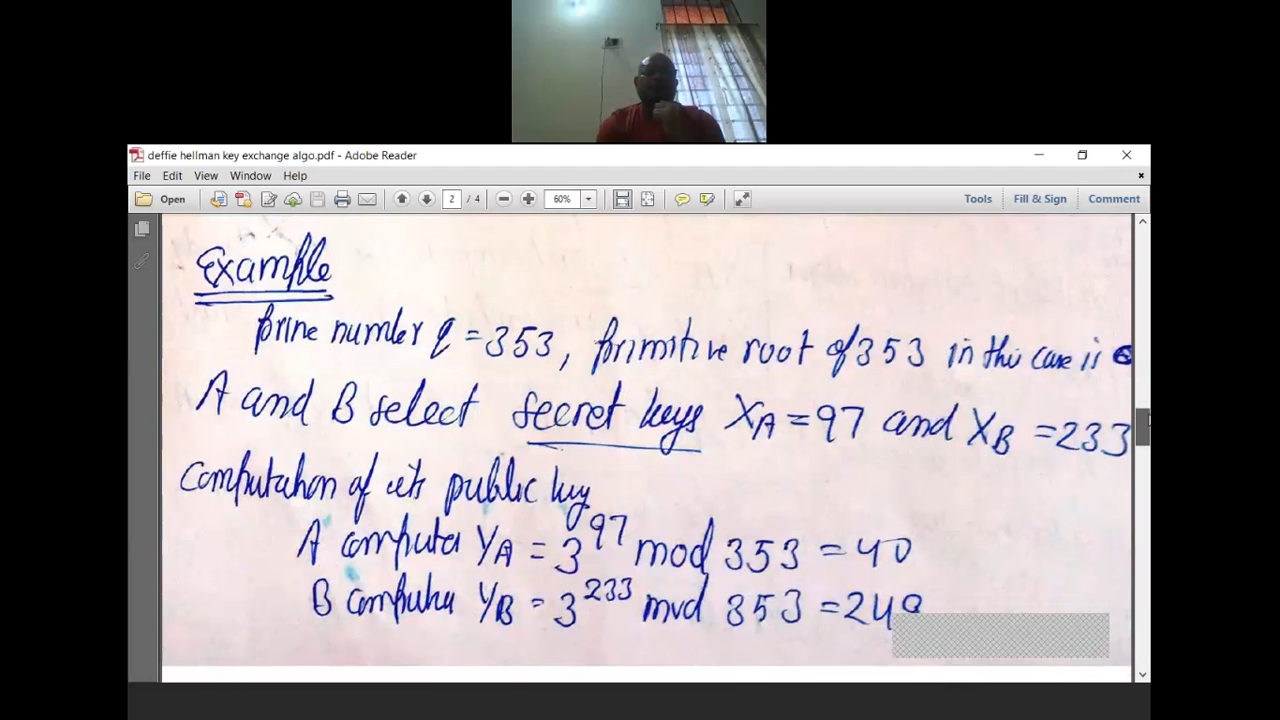 deffie hellman key exchange algo.pdf - Adobe Reader
File Edit View Window Help
Open 2 / 4 60% Tools Fill & Sign Comment
Example
Prime number q = 353, primitive root of 353 in this case is
A and B select secret keys XA = 97 and XB = 233
Computation of its public key
A computes YA = 3^97 mod 353 = 40
B computes YB = 3^233 mod 353 = 248